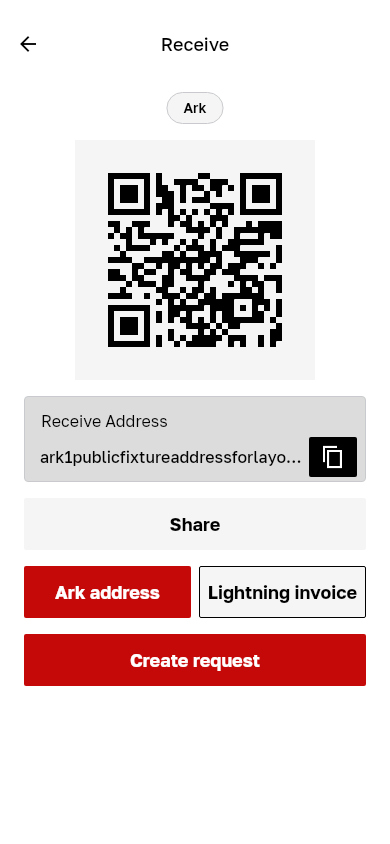 Receive
Ark
Receive Address
ark1publicfixtureaddressforlayo...
Share
Ark address
Lightning invoice
Create request